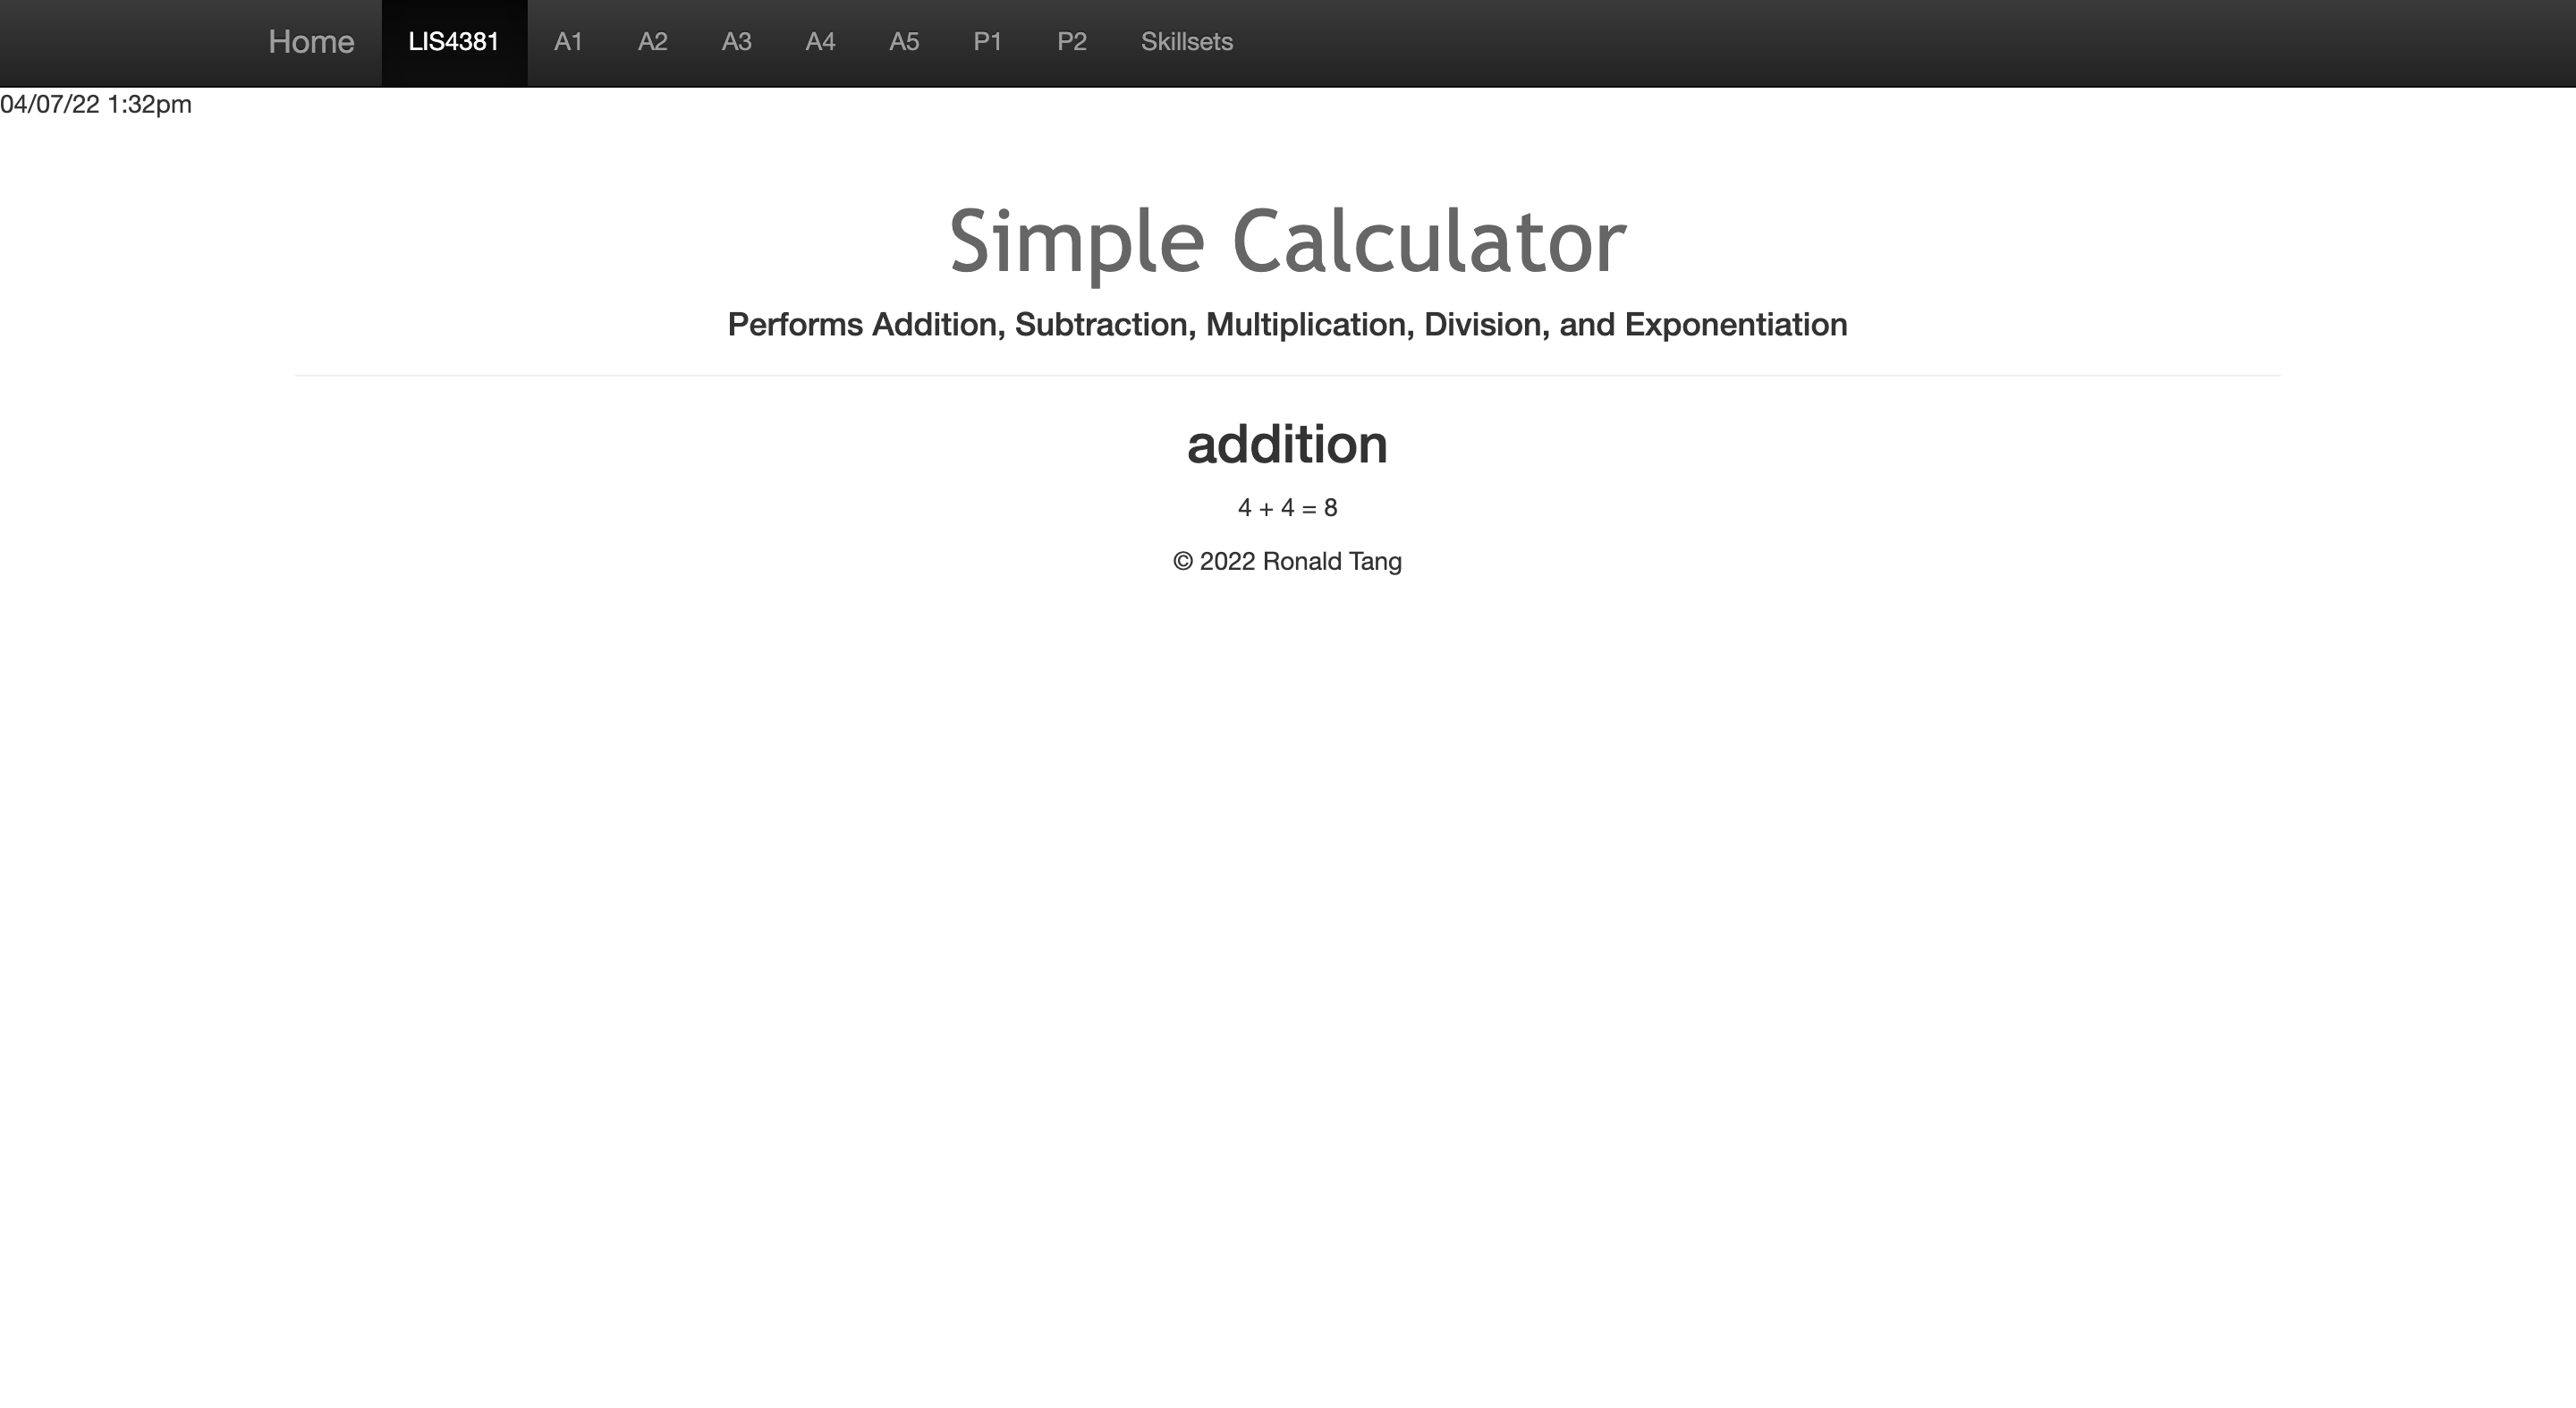 Home LIS4381 A1 A2 A3 A4 A5 P1 P2 Skillsets
04/07/22 1:32pm
Simple Calculator
Performs Addition, Subtraction, Multiplication, Division, and Exponentiation
addition
4 + 4 = 8
© 2022 Ronald Tang